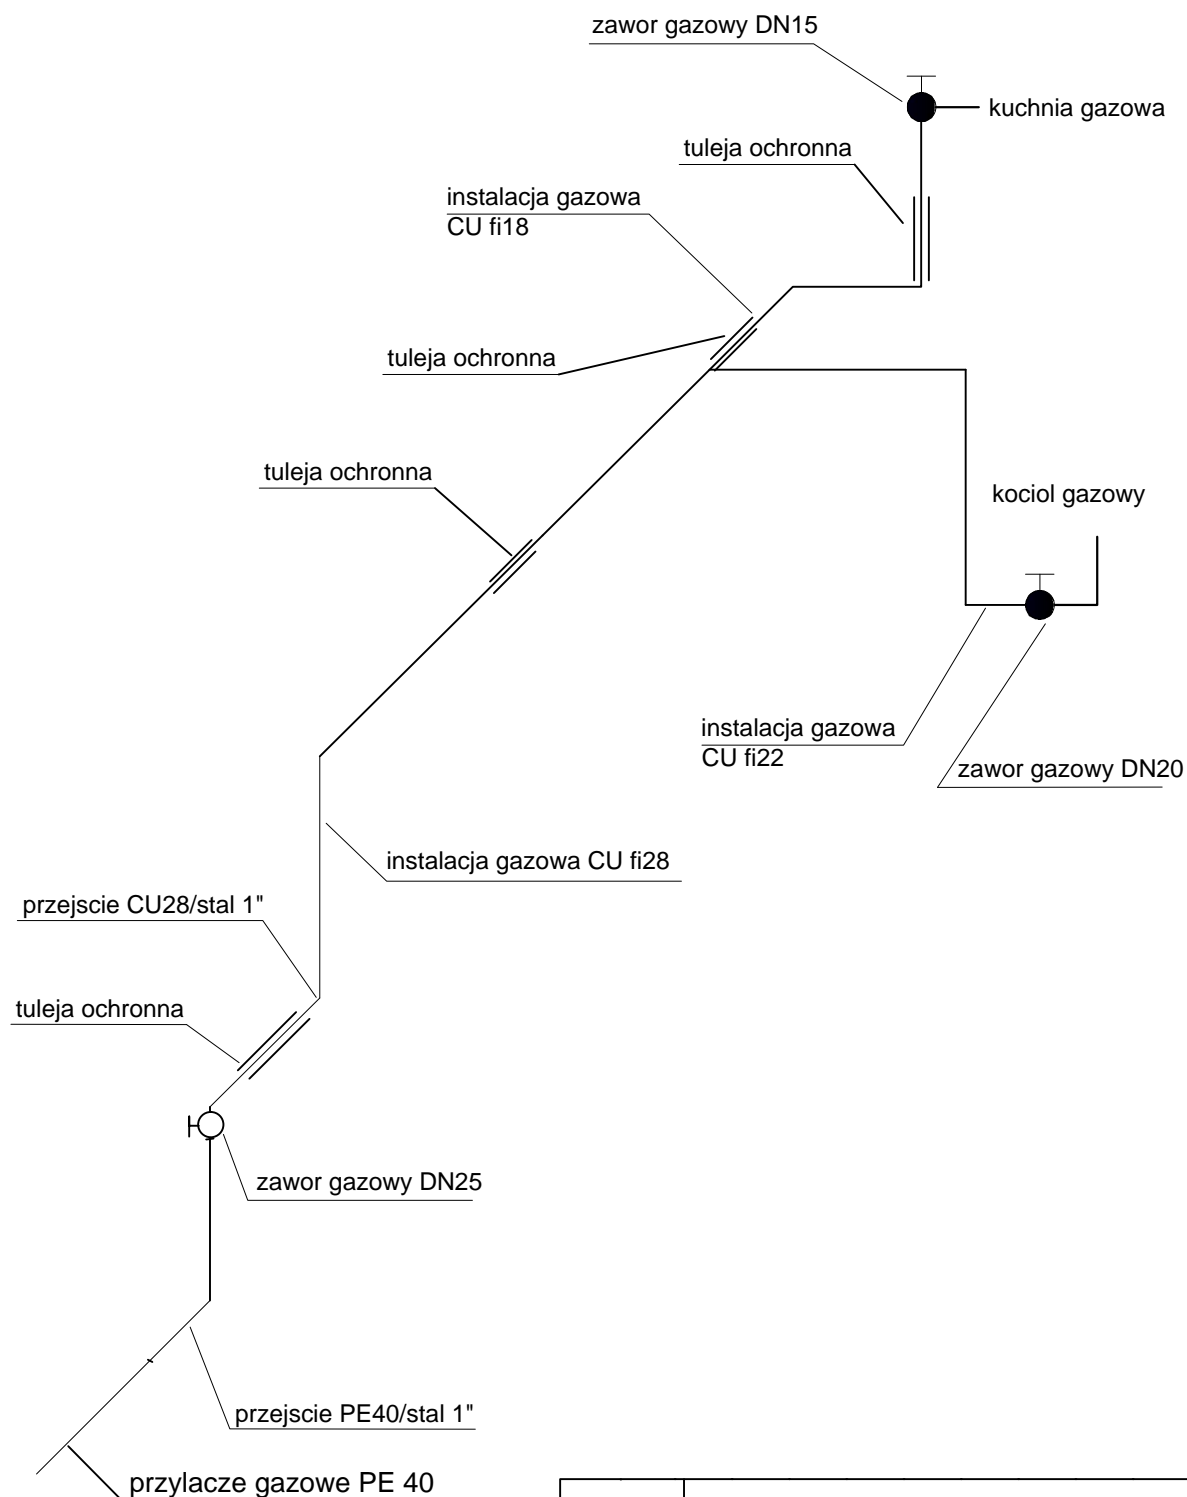 zawor gazowy DN15
kuchnia gazowa
tuleja ochronna
instalacja gazowa
CU fi18
tuleja ochronna
tuleja ochronna
kociol gazowy
instalacja gazowa
CU fi22
zawor gazowy DN20
instalacja gazowa CU fi28
przejscie CU28/stal 1"
tuleja ochronna
zawor gazowy DN25
przejscie PE40/stal 1"
przylacze gazowe PE 40